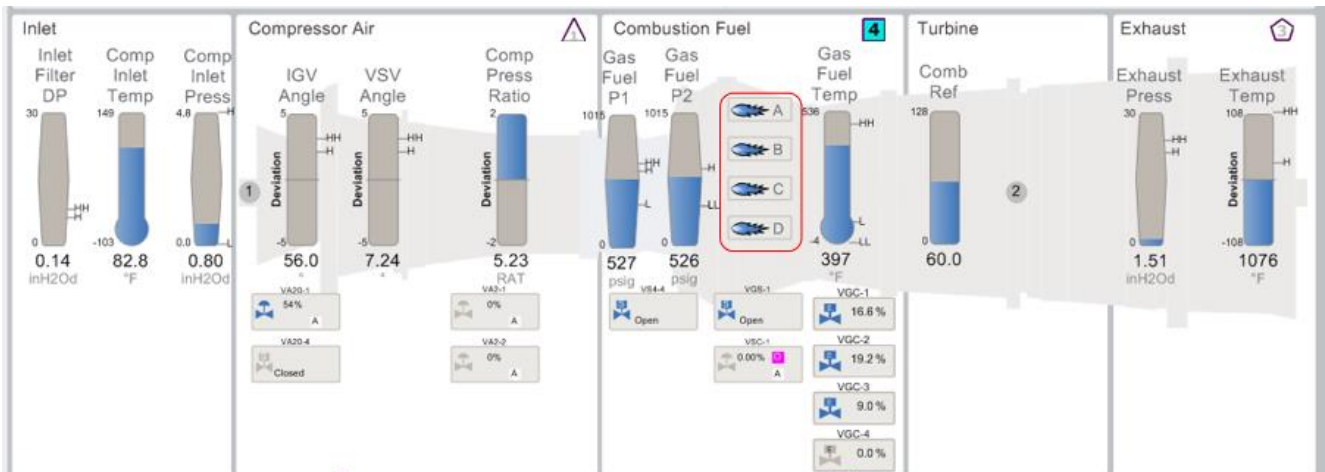 Inlet
Inlet Filter DP
30
HH
H
0
0.14
inH2Od
Comp Inlet Temp
149
-103
82.8
°F
Comp Inlet Press
4.8
H
0.0
L
0.80
inH2Od
Compressor Air
1
1
IGV Angle
5
HH
H
Deviation
-5
56.0
°
VA20-1
54%
A
VA20-4
Closed
VSV Angle
5
HH
H
Deviation
-5
7.24
°
Comp Press Ratio
2
Deviation
-2
5.23
RAT
VA2-1
0%
A
VA2-2
0%
A
Combustion Fuel
4
Gas Fuel P1
1015
HH
H
L
0
527
psig
VS4-4
Open
Gas Fuel P2
1015
H
LL
0
526
psig
A
B
C
D
VGS-1
Open
VSC-1
0.00%
A
Gas Fuel Temp
536
HH
L
LL
-4
397
°F
VGC-1
16.6 %
VGC-2
19.2 %
VGC-3
9.0 %
VGC-4
0.0 %
Turbine
Comb Ref
128
0
60.0
2
Exhaust
3
Exhaust Press
30
HH
H
0
1.51
inH2Od
Exhaust Temp
108
HH
H
Deviation
-108
1076
°F